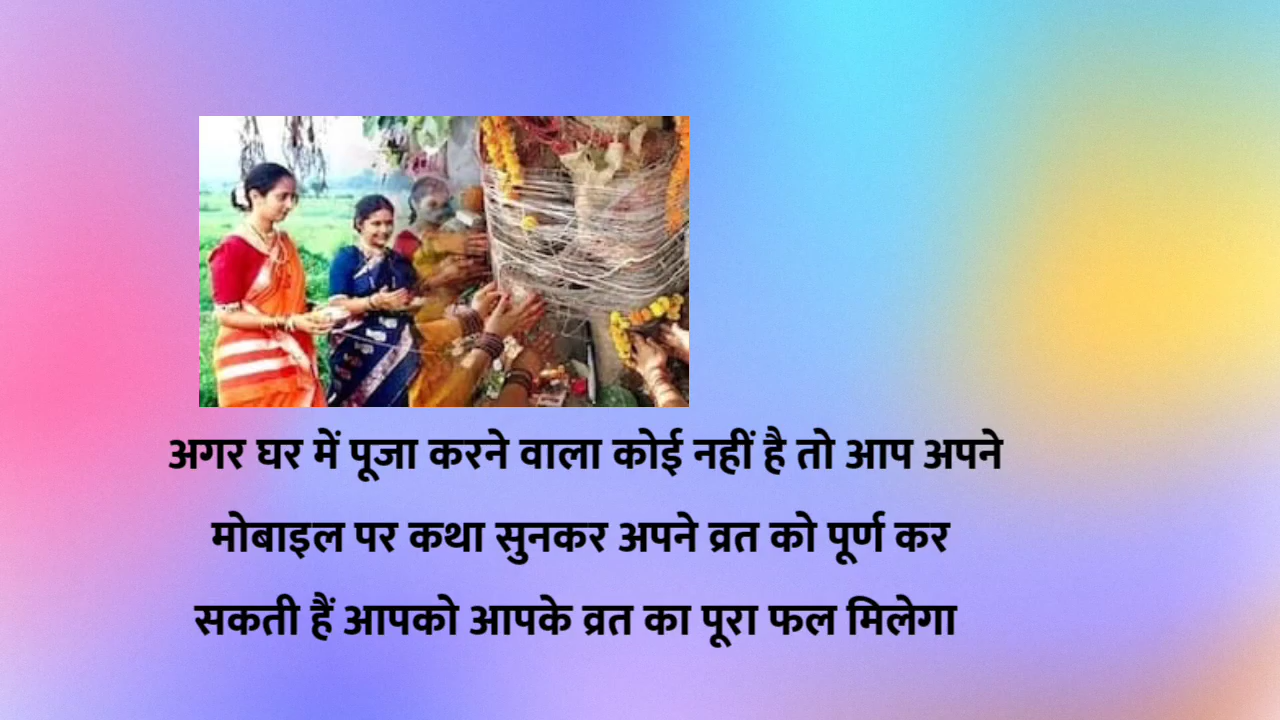 अगर घर में पूजा करने वाला कोई नहीं है तो आप अपने
मोबाइल पर कथा सुनकर अपने व्रत को पूर्ण कर
सकती हैं आपको आपके व्रत का पूरा फल मिलेगा